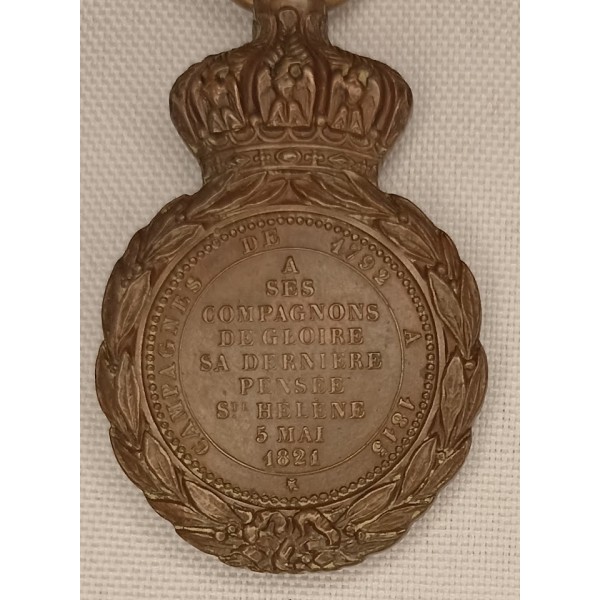 CAMPAGNES DE 1792 A 1815
A
SES
COMPAGNONS
DE GLOIRE
SA DERNIÈRE
PENSÉE
STE HÉLÈNE
5 MAI
1821